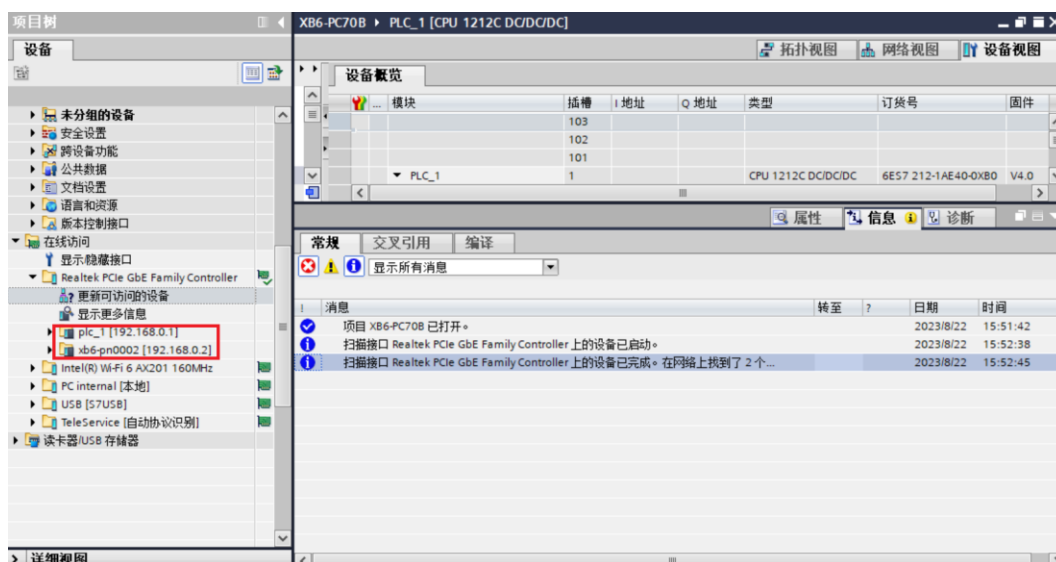 项目树
XB6-PC70B ▸ PLC_1 [CPU 1212C DC/DC/DC]
设备
拓扑视图 网络视图 设备视图
设备概览
模块 插槽 I 地址 Q 地址 类型 订货号 固件
103
102
101
PLC_1 1 CPU 1212C DC/DC/DC 6ES7 212-1AE40-0XB0 V4.0
未分组的设备
安全设置
跨设备功能
公共数据
文档设置
语言和资源
版本控制接口
在线访问
显示/隐藏接口
Realtek PCIe GbE Family Controller
更新可访问的设备
显示更多信息
plc_1 [192.168.0.1]
xb6-pn0002 [192.168.0.2]
Intel(R) Wi-Fi 6 AX201 160MHz
PC internal [本地]
USB [S7USB]
TeleService [自动协议识别]
读卡器/USB 存储器
详细视图
属性 信息 诊断
常规 交叉引用 编译
显示所有消息
! 消息 转至 ? 日期 时间
项目 XB6-PC70B 已打开。 2023/8/22 15:51:42
扫描接口 Realtek PCIe GbE Family Controller 上的设备已启动。 2023/8/22 15:52:38
扫描接口 Realtek PCIe GbE Family Controller 上的设备已完成。在网络上找到了 2 个... 2023/8/22 15:52:45